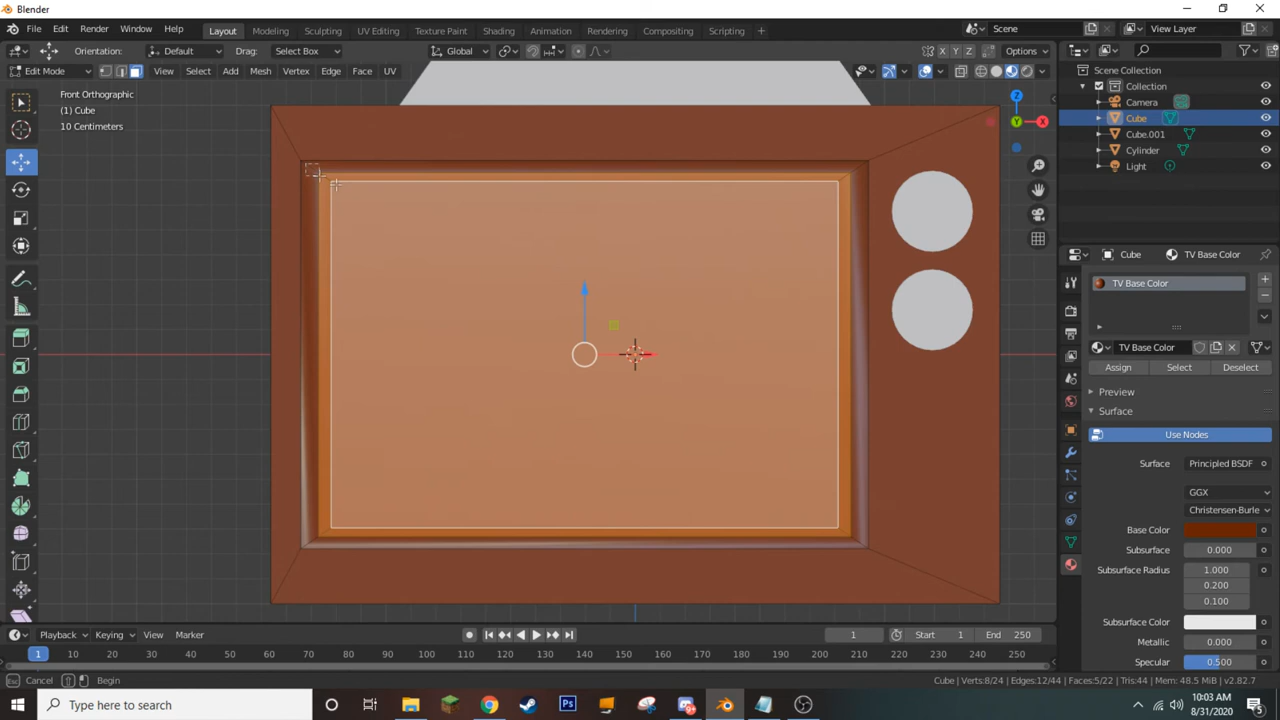 Blender
File Edit Render Window Help Layout Modeling Sculpting UV Editing Texture Paint Shading Animation Rendering Compositing Scripting + Scene View Layer
Orientation: Default Drag: Select Box Global X Y Z Options
Edit Mode View Select Add Mesh Vertex Edge Face UV
Front Orthographic
(1) Cube
10 Centimeters
Z
Y
X
Scene Collection
Collection
Camera
Cube
Cube.001
Cylinder
Light
Cube TV Base Color
TV Base Color
TV Base Color
Assign Select Deselect
Preview
Surface
Use Nodes
Surface Principled BSDF
GGX
Christensen-Burle
Base Color
Subsurface 0.000
Subsurface Radius 1.000
0.200
0.100
Subsurface Color
Metallic 0.000
Specular 0.500
Playback Keying View Marker 1 Start 1 End 250
1 10 20 30 40 50 60 70 80 90 100 110 120 130 140 150 160 170 180 190 200 210 220 230 240 250
Esc Cancel Begin Cube | Verts:8/24 | Edges:12/44 | Faces:5/22 | Tris:44 | Mem: 48.5 MiB | v2.82.7
Type here to search Ps 10:03 AM
8/31/2020